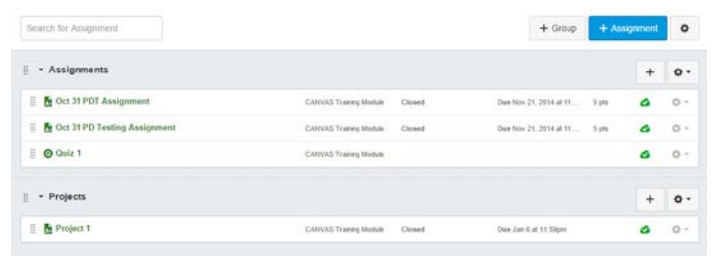 Search for Assignment + Group + Assignment
Assignments
Oct 31 PDT Assignment CANVAS Training Module Closed Due Nov 21, 2014 at 11:... 5 pts
Oct 31 PD Testing Assignment CANVAS Training Module Closed Due Nov 21, 2014 at 11:... 5 pts
Quiz 1 CANVAS Training Module
Projects
Project 1 CANVAS Training Module Closed Due Jan 6 at 11:59pm